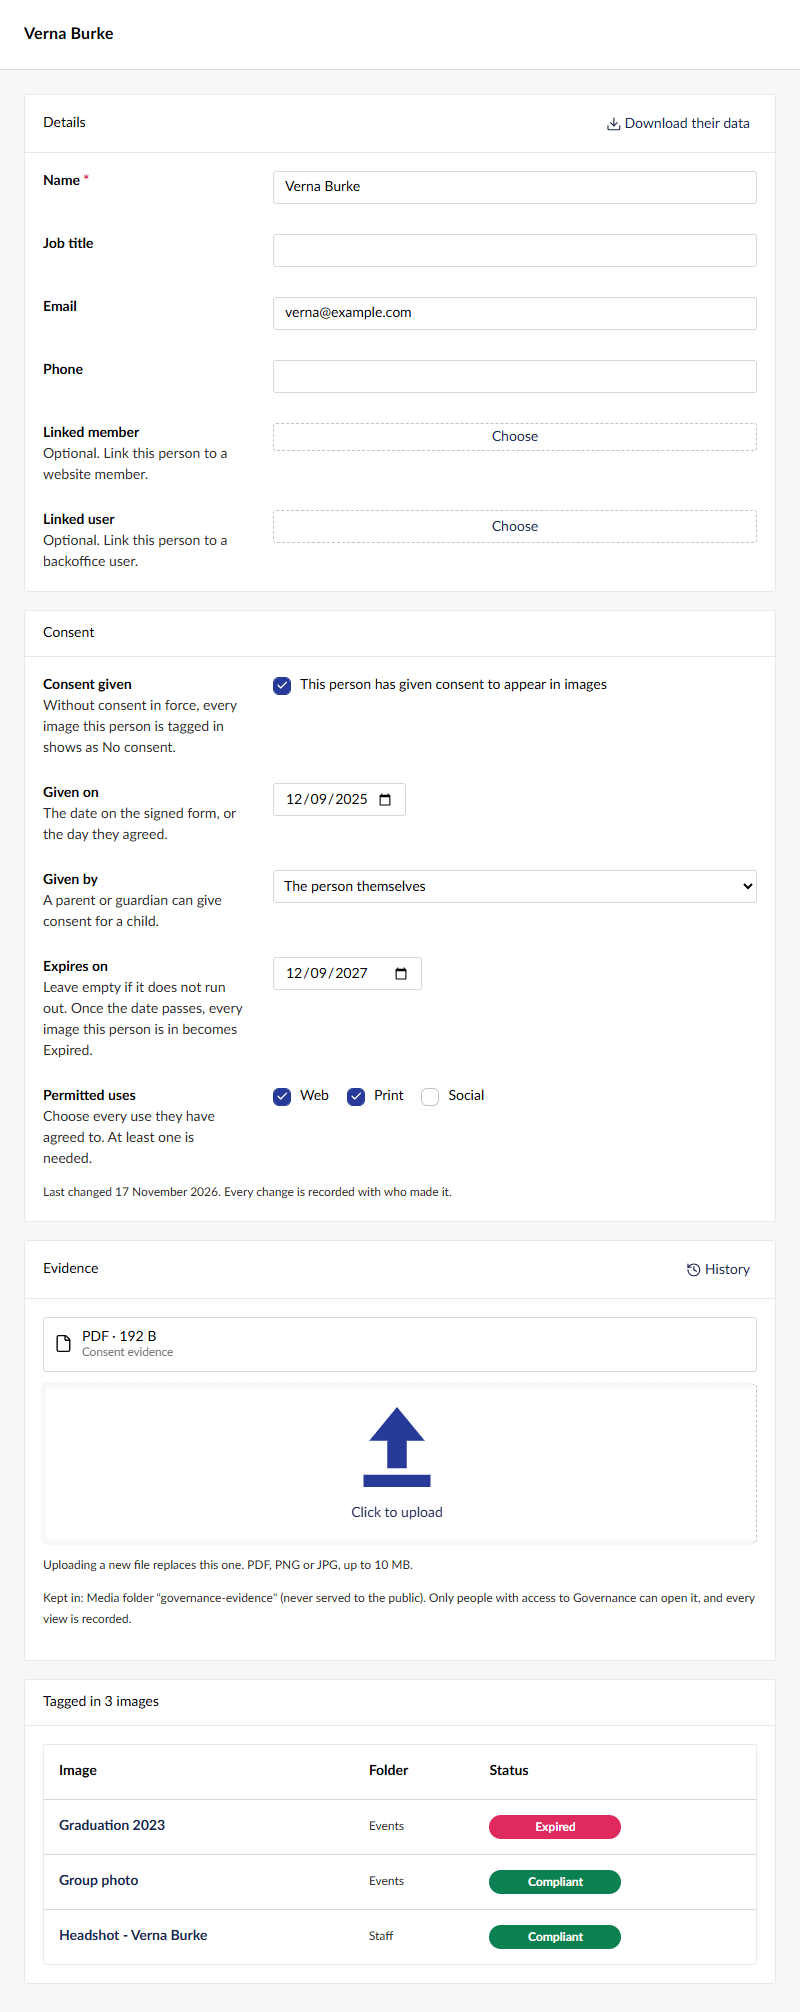 Verna Burke
Details
Download their data
Name *
Verna Burke
Job title
Email
verna@example.com
Phone
Linked member
Optional. Link this person to a
website member.
Choose
Linked user
Optional. Link this person to a
backoffice user.
Choose
Consent
Consent given
Without consent in force, every
image this person is tagged in
shows as No consent.
This person has given consent to appear in images
Given on
The date on the signed form, or
the day they agreed.
12/09/2025
Given by
A parent or guardian can give
consent for a child.
The person themselves
Expires on
Leave empty if it does not run
out. Once the date passes, every
image this person is in becomes
Expired.
12/09/2027
Permitted uses
Choose every use they have
agreed to. At least one is
needed.
Web Print Social
Last changed 17 November 2026. Every change is recorded with who made it.
Evidence
History
PDF · 192 B
Consent evidence
Click to upload
Uploading a new file replaces this one. PDF, PNG or JPG, up to 10 MB.
Kept in: Media folder "governance-evidence" (never served to the public). Only people with access to Governance can open it, and every
view is recorded.
Tagged in 3 images
Image Folder Status
Graduation 2023 Events Expired
Group photo Events Compliant
Headshot - Verna Burke Staff Compliant